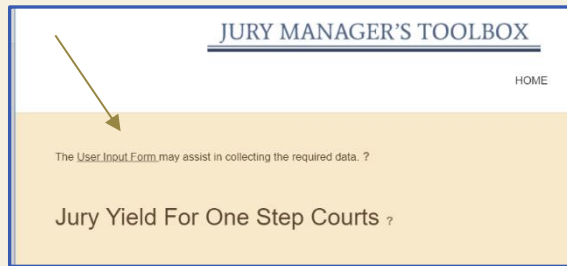 JURY MANAGER'S TOOLBOX
HOME
The User Input Form may assist in collecting the required data. ?
Jury Yield For One Step Courts ?